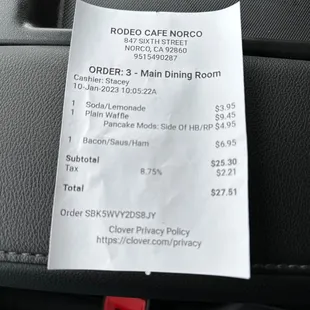 RODEO CAFE NORCO
847 SIXTH STREET
NORCO, CA 92860
9515490287
ORDER: 3 - Main Dining Room
Cashier: Stacey
10-Jan-2023 10:05:22A
1 Soda/Lemonade $3.95
1 Plain Waffle $9.45
Pancake Mods: Side Of HB/RP $4.95
1 Bacon/Saus/Ham $6.95
Subtotal $25.30
Tax 8.75% $2.21
Total $27.51
Order SBK5WVY2DS8JY
Clover Privacy Policy
https://clover.com/privacy